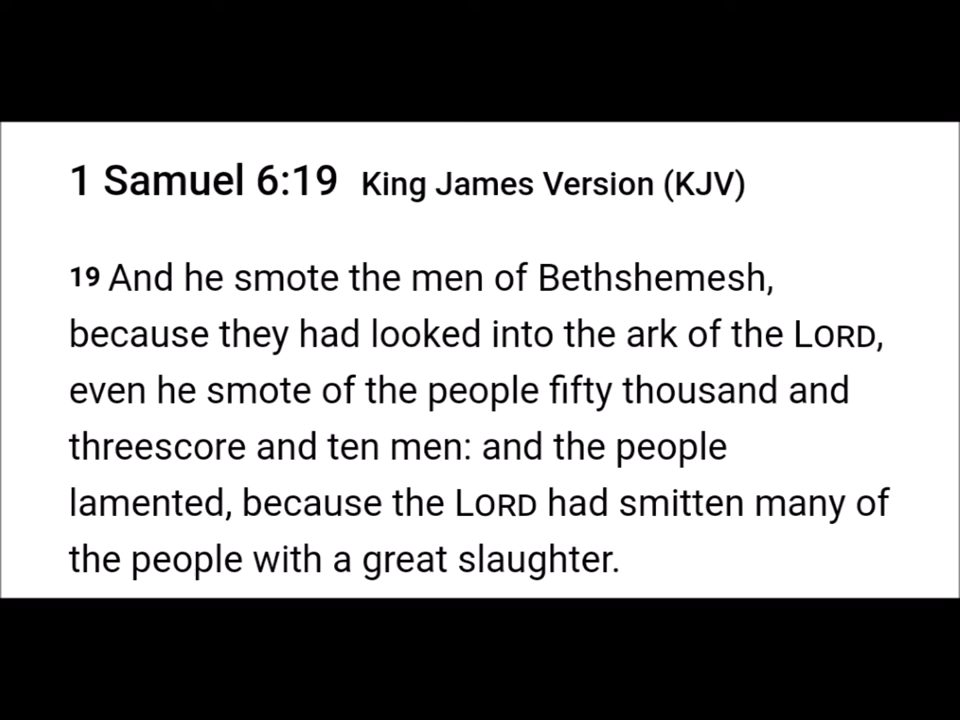 1 Samuel 6:19 King James Version (KJV)
19 And he smote the men of Bethshemesh,
because they had looked into the ark of the LORD,
even he smote of the people fifty thousand and
threescore and ten men: and the people
lamented, because the LORD had smitten many of
the people with a great slaughter.